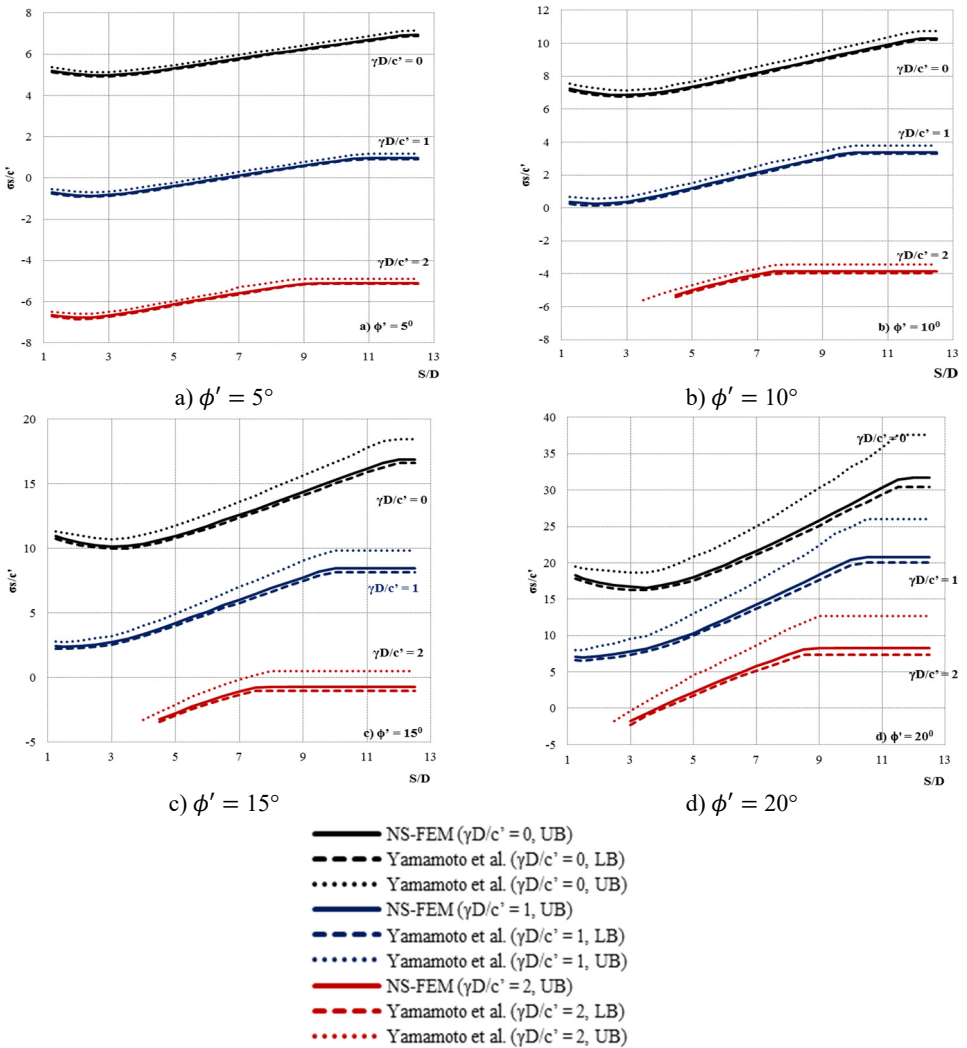 8
6
4
2
0
-2
-4
-6
-8
σs/c'
γD/c' = 0
γD/c' = 1
γD/c' = 2
a) ϕ' = 5⁰
1 3 5 7 9 11 13
S/D
a) ϕ′ = 5°
12
10
8
6
4
2
0
-2
-4
-6
-8
σs/c'
γD/c' = 0
γD/c' = 1
γD/c' = 2
b) ϕ' = 10⁰
1 3 5 7 9 11 13
S/D
b) ϕ′ = 10°
20
15
10
5
0
-5
σs/c'
γD/c' = 0
γD/c' = 1
γD/c' = 2
c) ϕ' = 15⁰
1 3 5 7 9 11 13
S/D
c) ϕ′ = 15°
40
35
30
25
20
15
10
5
0
-5
σs/c'
γD/c' = 0
γD/c' = 1
γD/c' = 2
d) ϕ' = 20⁰
1 3 5 7 9 11 13
S/D
d) ϕ′ = 20°
NS-FEM (γD/c' = 0, UB)
Yamamoto et al. (γD/c' = 0, LB)
Yamamoto et al. (γD/c' = 0, UB)
NS-FEM (γD/c' = 1, UB)
Yamamoto et al. (γD/c' = 1, LB)
Yamamoto et al. (γD/c' = 1, UB)
NS-FEM (γD/c' = 2, UB)
Yamamoto et al. (γD/c' = 2, LB)
Yamamoto et al. (γD/c' = 2, UB)